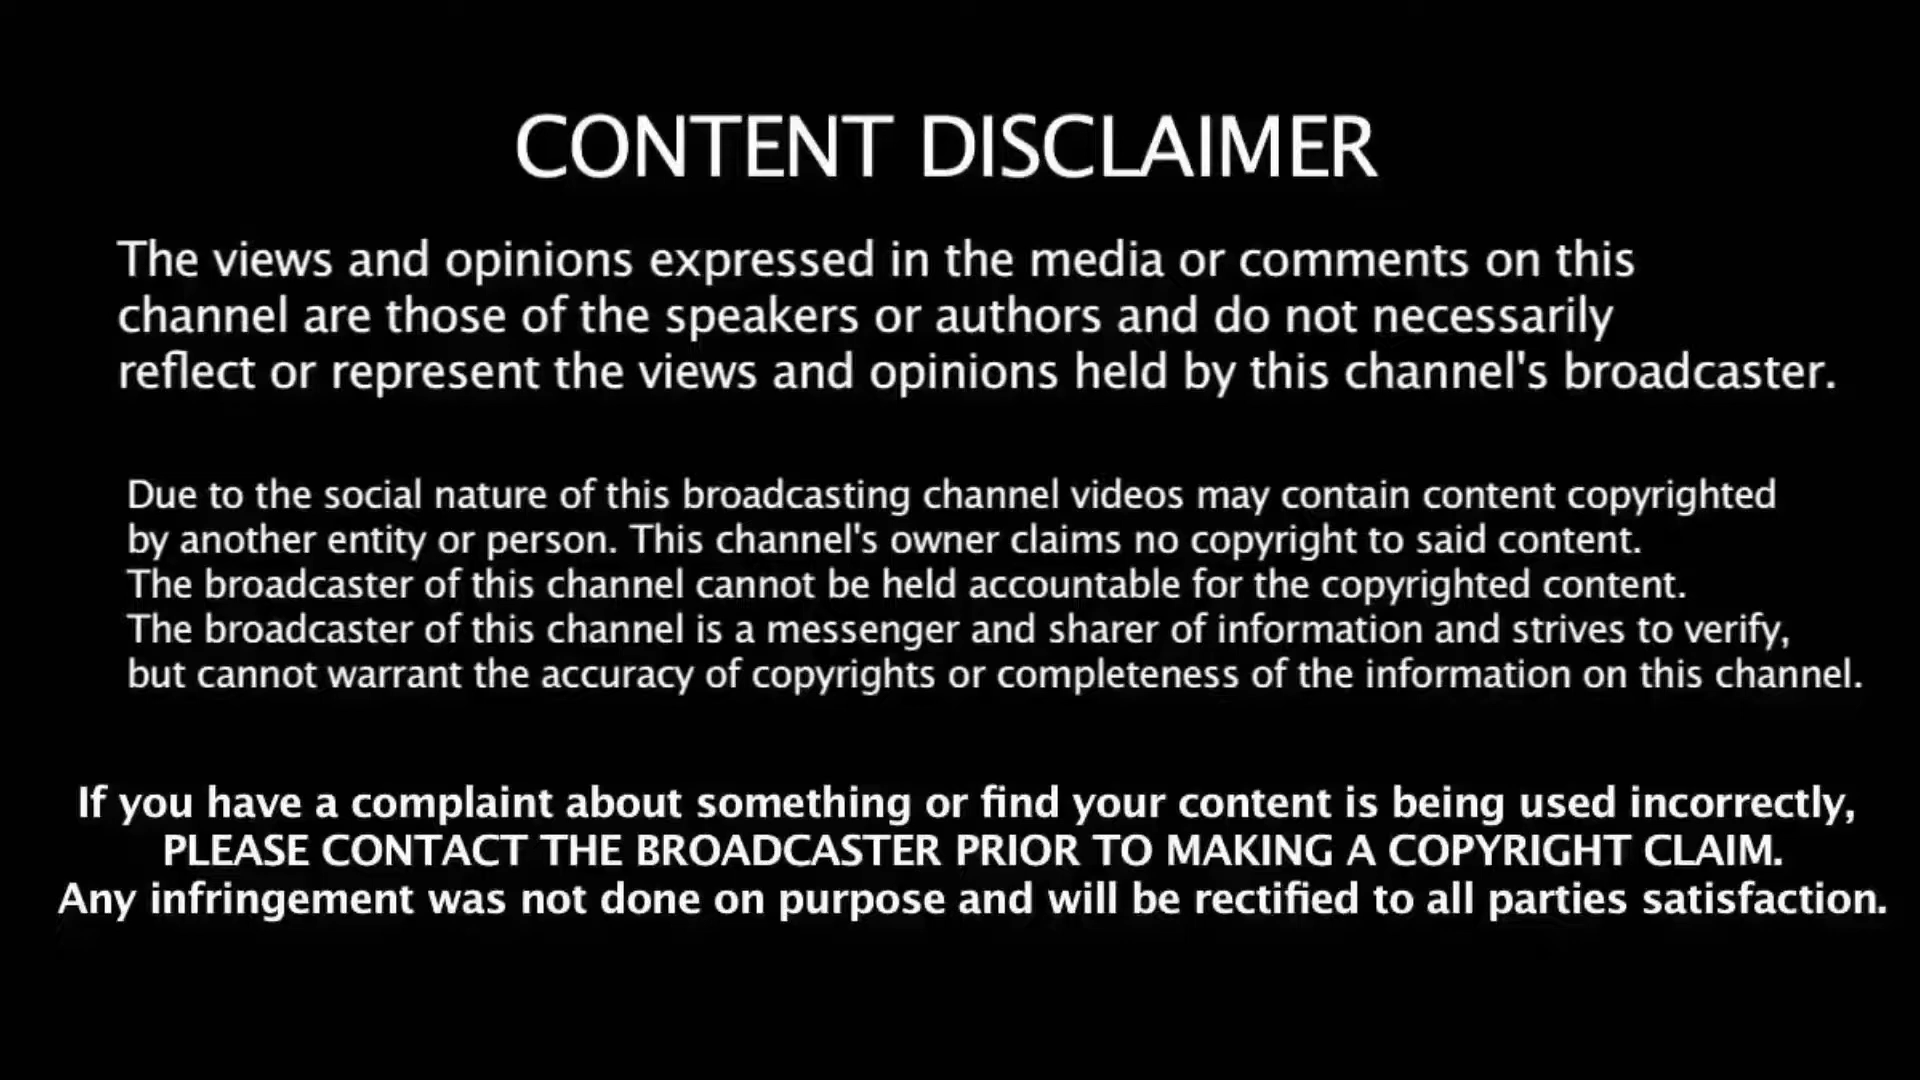 CONTENT DISCLAIMER
The views and opinions expressed in the media or comments on this
channel are those of the speakers or authors and do not necessarily
reflect or represent the views and opinions held by this channel's broadcaster.
Due to the social nature of this broadcasting channel videos may contain content copyrighted
by another entity or person. This channel's owner claims no copyright to said content.
The broadcaster of this channel cannot be held accountable for the copyrighted content.
The broadcaster of this channel is a messenger and sharer of information and strives to verify,
but cannot warrant the accuracy of copyrights or completeness of the information on this channel.
If you have a complaint about something or find your content is being used incorrectly,
PLEASE CONTACT THE BROADCASTER PRIOR TO MAKING A COPYRIGHT CLAIM.
Any infringement was not done on purpose and will be rectified to all parties satisfaction.